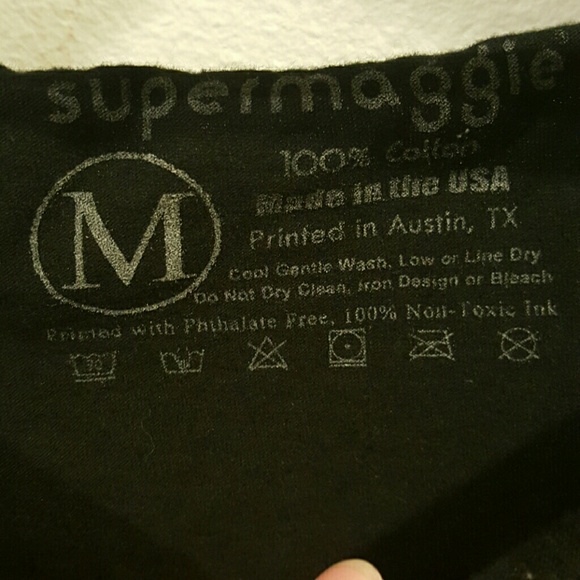 supermaggie
M
100% Cotton
Made in the USA
Printed in Austin, TX
Cool Gentle Wash, Low or Line Dry
Do Not Dry Clean, Iron Design or Bleach
Printed with Phthalate Free, 100% Non-Toxic Ink